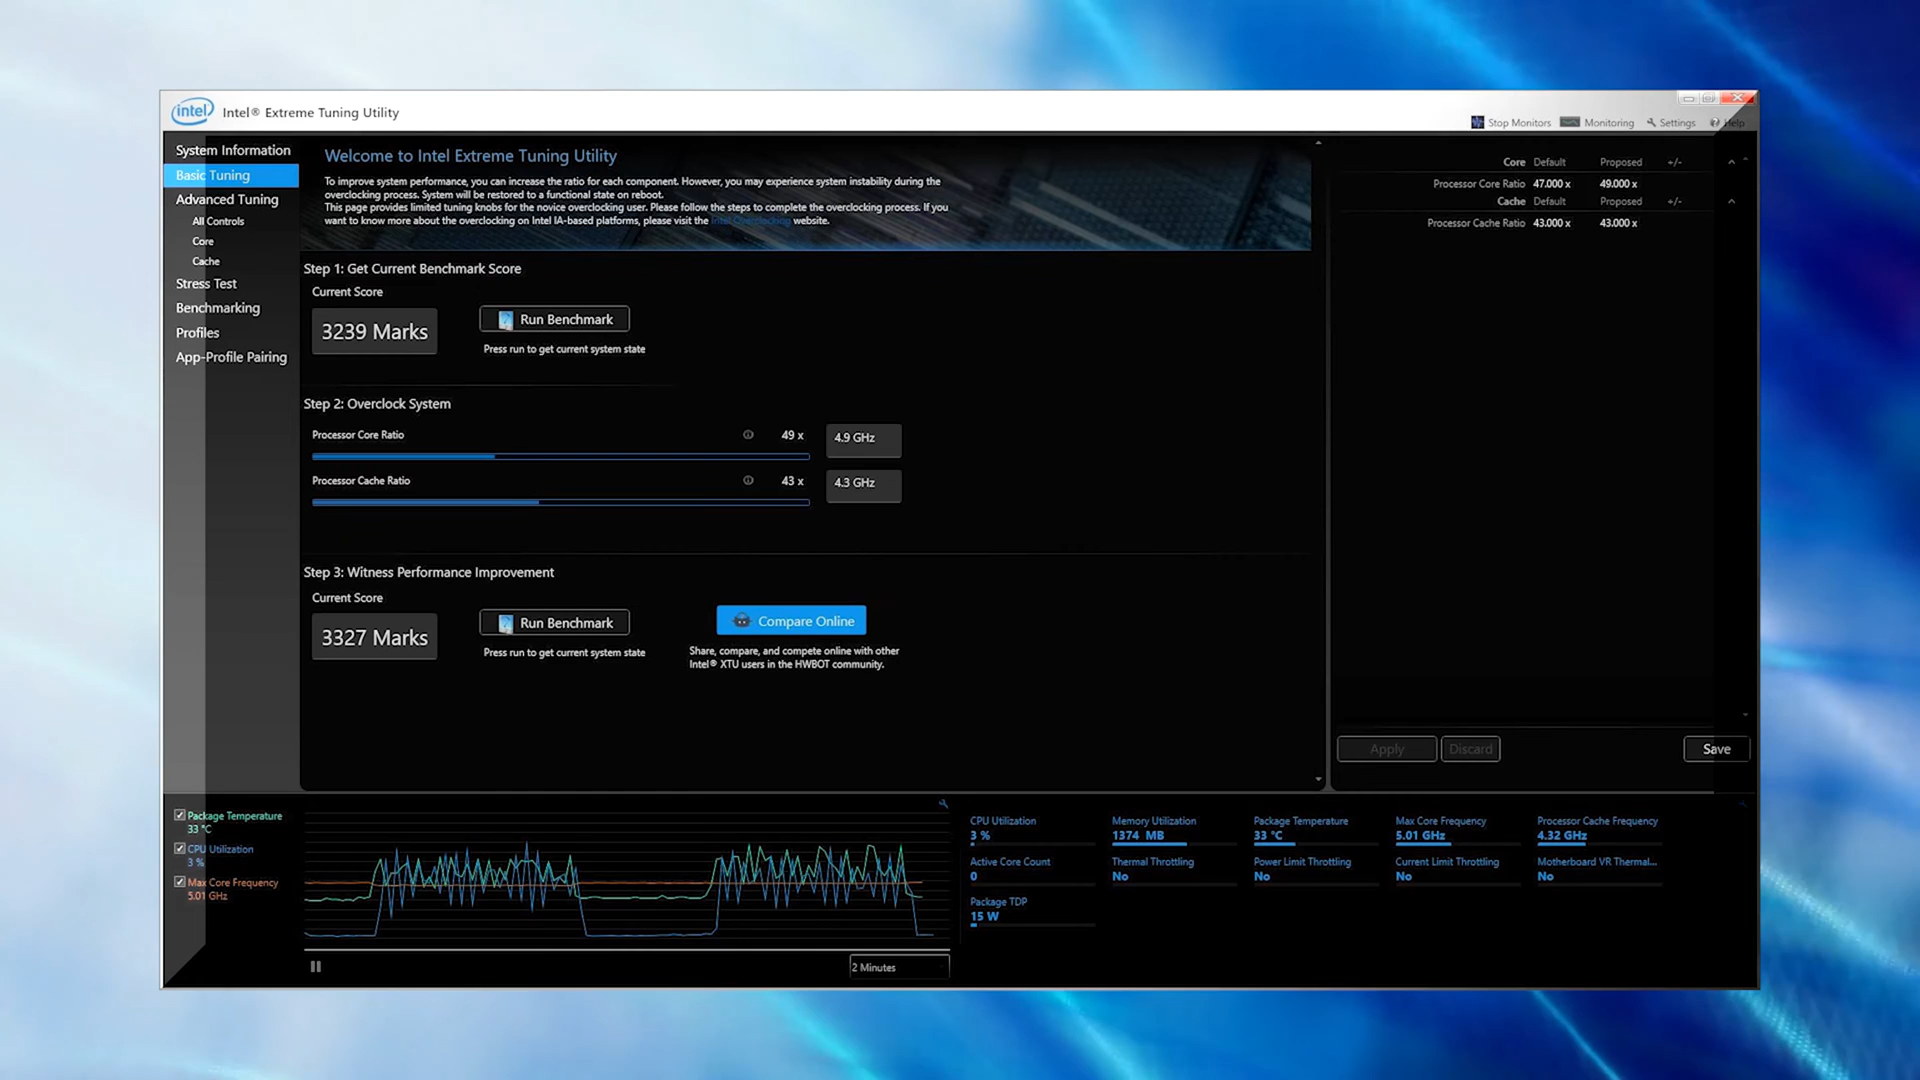 intel Intel® Extreme Tuning Utility
Stop Monitors Monitoring Settings Help
System Information
Basic Tuning
Advanced Tuning
All Controls
Core
Cache
Stress Test
Benchmarking
Profiles
App-Profile Pairing
Welcome to Intel Extreme Tuning Utility
To improve system performance, you can increase the ratio for each component. However, you may experience system instability during the
overclocking process. System will be restored to a functional state on reboot.
This page provides limited tuning knobs for the novice overclocking user. Please follow the steps to complete the overclocking process. If you
want to know more about the overclocking on Intel IA-based platforms, please visit the Intel Overclocking website.
Step 1: Get Current Benchmark Score
Current Score
3239 Marks
Run Benchmark
Press run to get current system state
Step 2: Overclock System
Processor Core Ratio 49 x 4.9 GHz
Processor Cache Ratio 43 x 4.3 GHz
Step 3: Witness Performance Improvement
Current Score
3327 Marks
Run Benchmark
Press run to get current system state
Compare Online
Share, compare, and compete online with other
Intel® XTU users in the HWBOT community.
Core Default Proposed +/-
Processor Core Ratio 47.000 x 49.000 x
Cache Default Proposed +/-
Processor Cache Ratio 43.000 x 43.000 x
Apply Discard Save
Package Temperature
33 °C
CPU Utilization
3 %
Max Core Frequency
5.01 GHz
2 Minutes
CPU Utilization Memory Utilization Package Temperature Max Core Frequency Processor Cache Frequency
3 % 1374 MB 33 °C 5.01 GHz 4.32 GHz
Active Core Count Thermal Throttling Power Limit Throttling Current Limit Throttling Motherboard VR Thermal...
0 No No No No
Package TDP
15 W